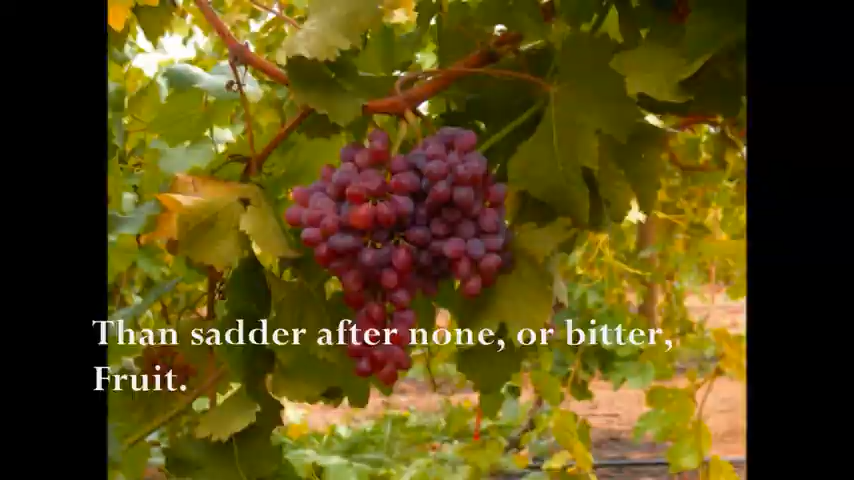 Than sadder after none, or bitter,
Fruit.